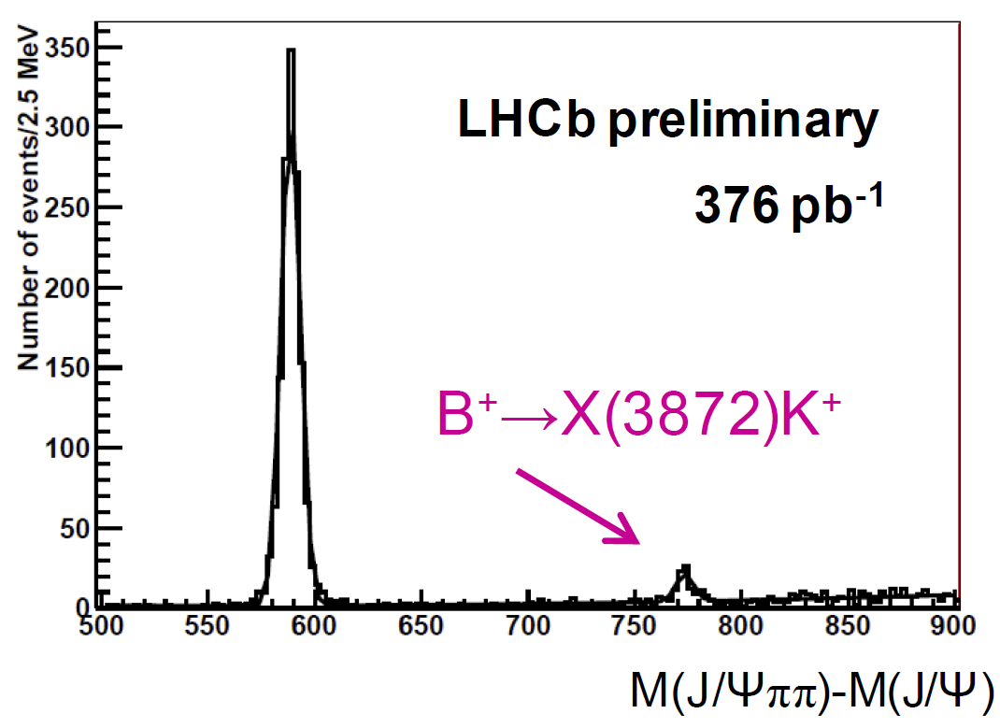 Number of events/2.5 MeV
350
300
250
200
150
100
50
0
LHCb preliminary
376 pb⁻¹
B⁺→X(3872)K⁺
500 550 600 650 700 750 800 850 900
M(J/Ψππ)-M(J/Ψ)